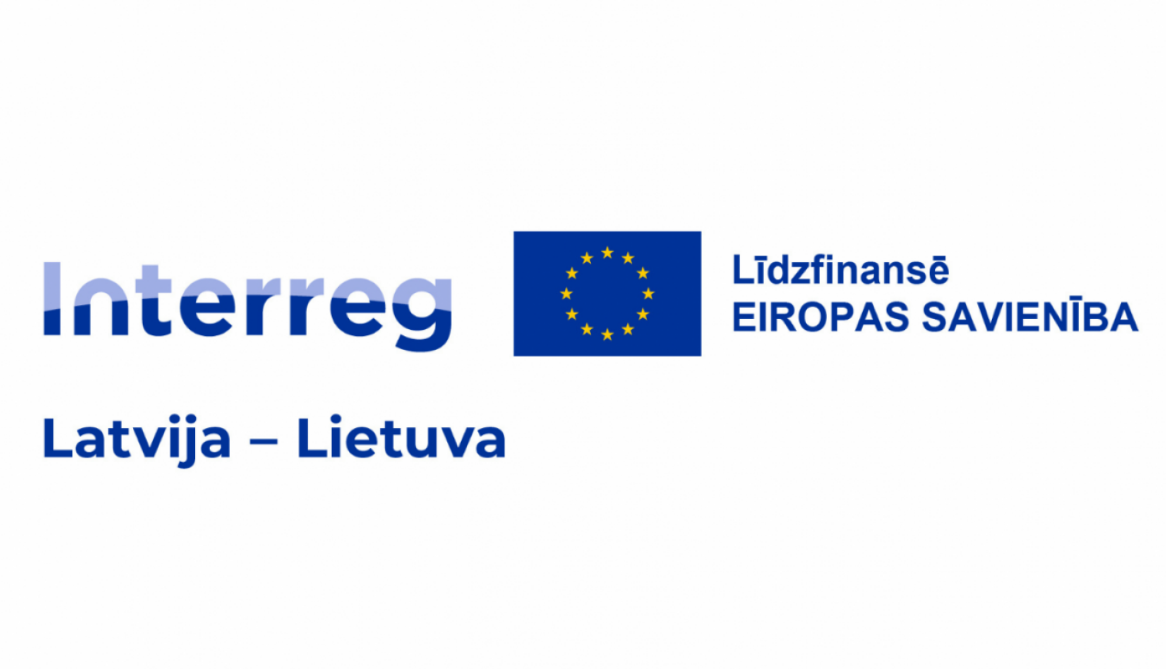 Interreg
Līdzfinansē
EIROPAS SAVIENĪBA
Latvija – Lietuva